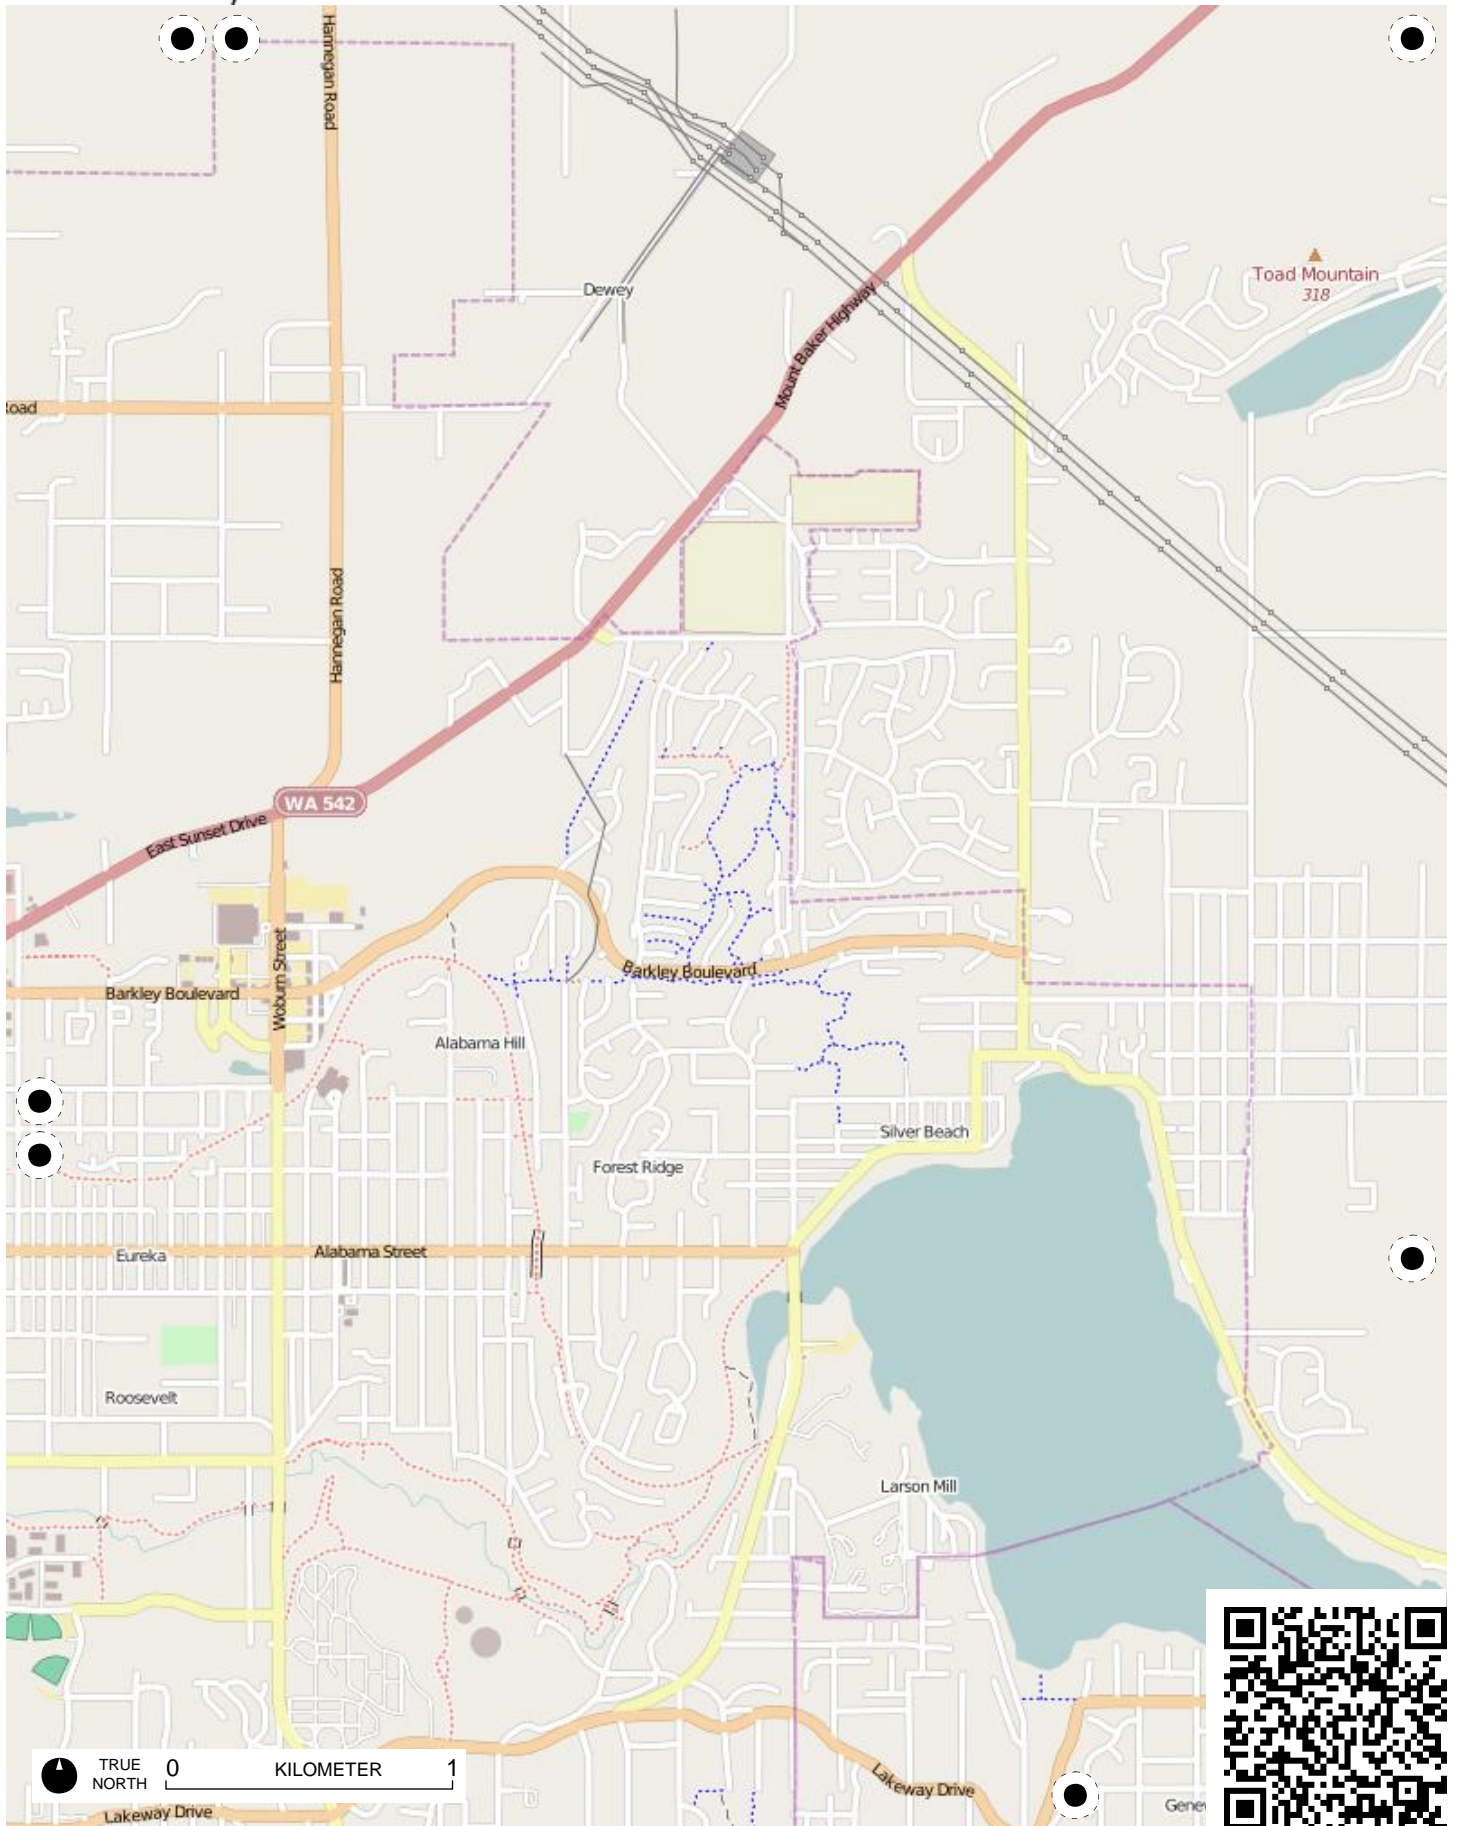 Hannegan Road
Dewey
Toad Mountain
318
Mount Baker Highway
Hannegan Road
WA 542
East Sunset Drive
Woburn Street
Barkley Boulevard
Barkley Boulevard
Alabama Hill
Silver Beach
Forest Ridge
Eureka
Alabama Street
Roosevelt
Larson Mill
TRUE
NORTH
0
KILOMETER
1
Lakeway Drive
Lakeway Drive